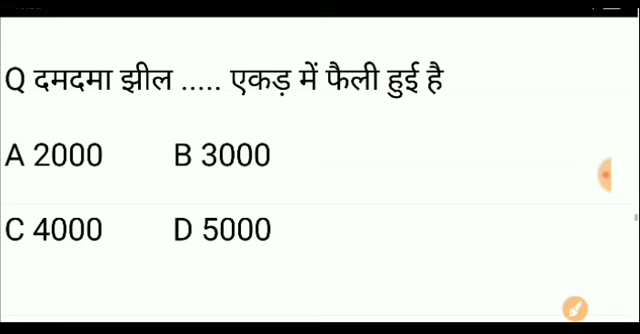 Q दमदमा झील ..... एकड़ में फैली हुई है
A 2000 B 3000
C 4000 D 5000